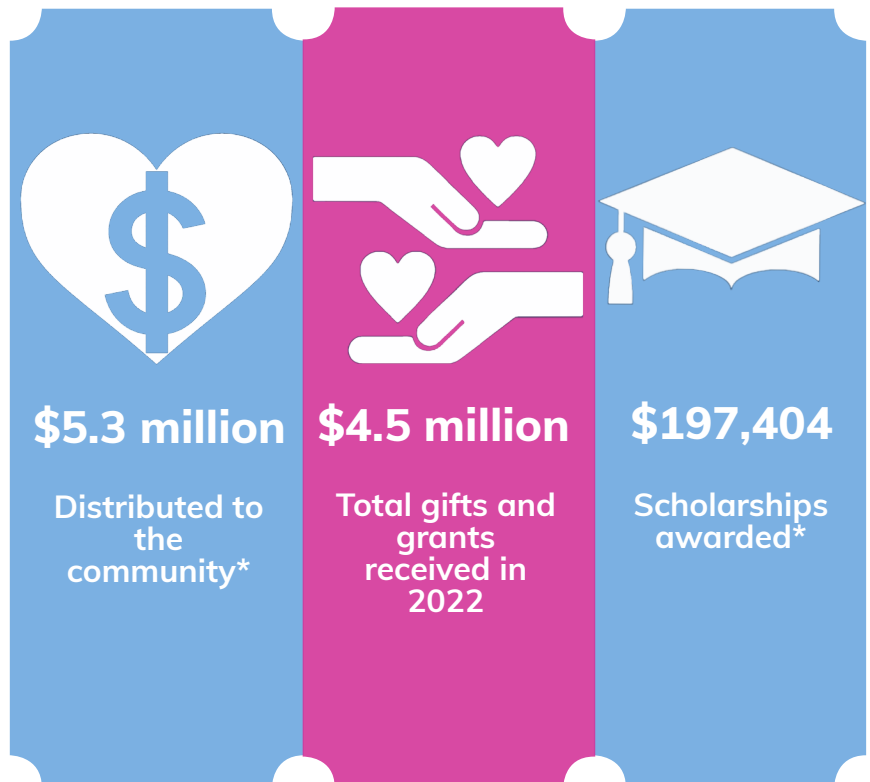 $5.3 million
Distributed to
the
community*
$4.5 million
Total gifts and
grants
received in
2022
$197,404
Scholarships
awarded*